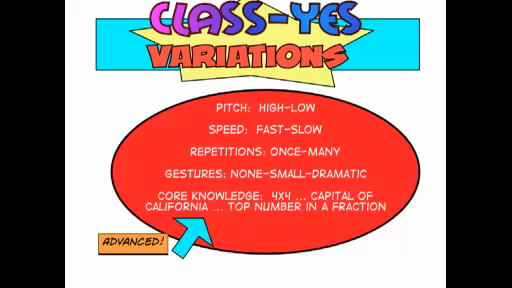 CLASS-YES
VARIATIONS
PITCH: HIGH-LOW
SPEED: FAST-SLOW
REPETITIONS: ONCE-MANY
GESTURES: NONE-SMALL-DRAMATIC
CORE KNOWLEDGE: 4X4 ... CAPITAL OF
CALIFORNIA ... TOP NUMBER IN A FRACTION
ADVANCED!